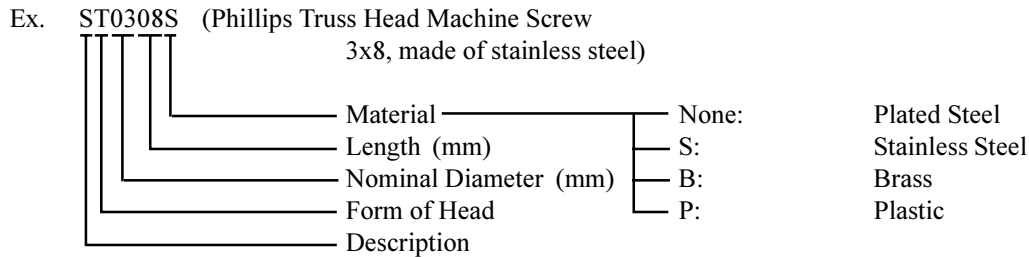 Ex. ST0308S (Phillips Truss Head Machine Screw
3x8, made of stainless steel)
Material None: Plated Steel
Length (mm) S: Stainless Steel
Nominal Diameter (mm) B: Brass
Form of Head P: Plastic
Description